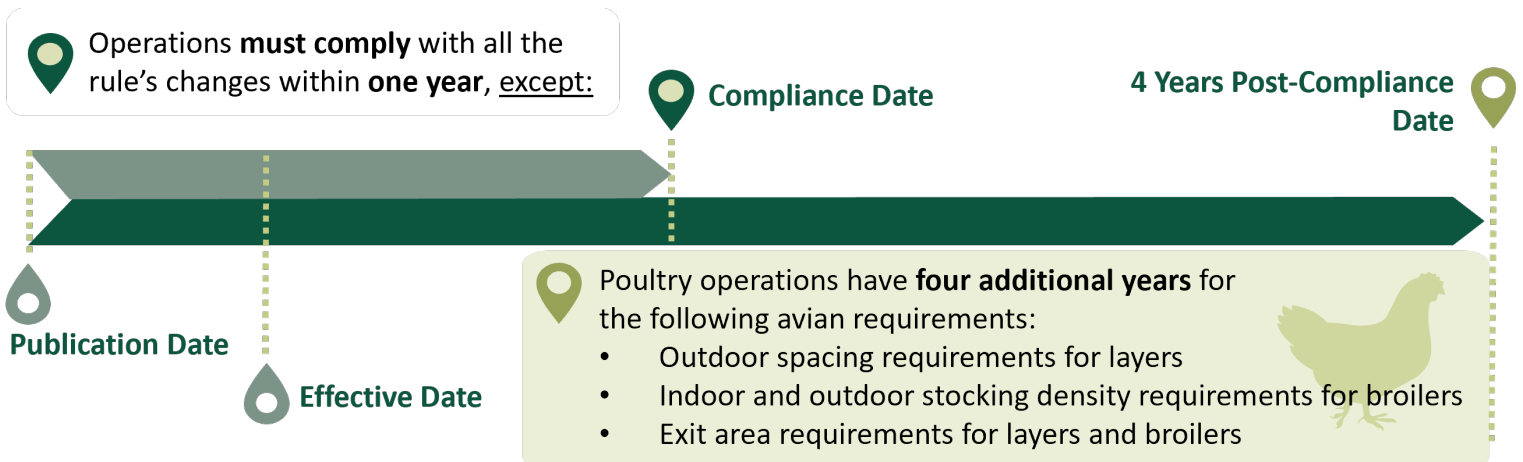 Operations must comply with all the
rule's changes within one year, except:
Compliance Date
4 Years Post-Compliance
Date
Publication Date
Effective Date
Poultry operations have four additional years for
the following avian requirements:
• Outdoor spacing requirements for layers
• Indoor and outdoor stocking density requirements for broilers
• Exit area requirements for layers and broilers